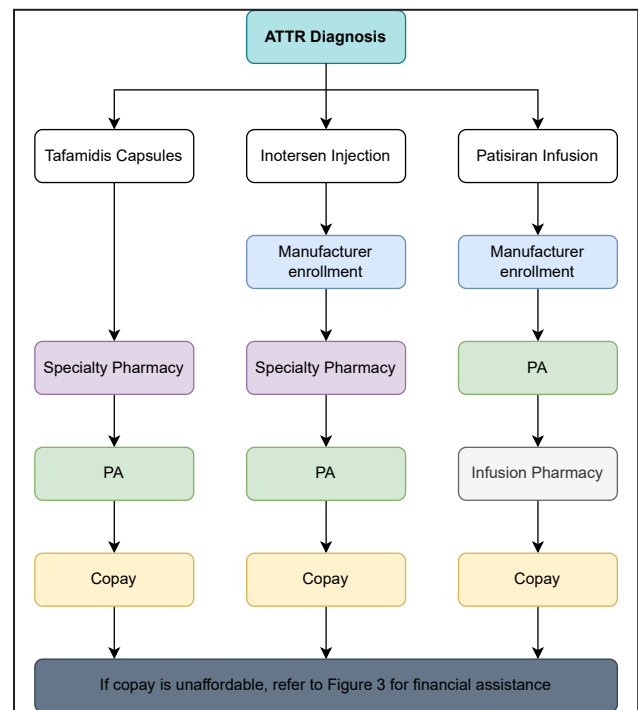 ATTR Diagnosis
Tafamidis Capsules
Inotersen Injection
Patisiran Infusion
Manufacturer
enrollment
Manufacturer
enrollment
Specialty Pharmacy
Specialty Pharmacy
PA
PA
PA
Infusion Pharmacy
Copay
Copay
Copay
If copay is unaffordable, refer to Figure 3 for financial assistance